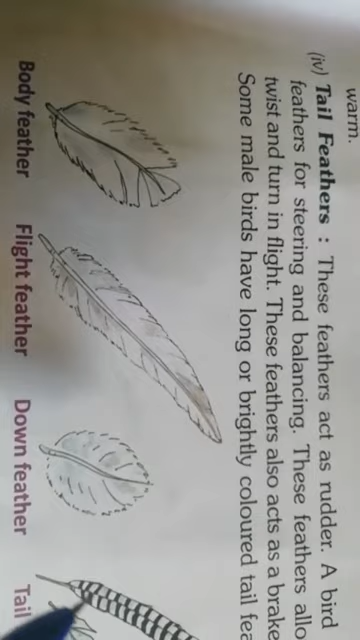 warm.
(iv) Tail Feathers : These feathers act as rudder. A bird
feathers for steering and balancing. These feathers
twist and turn in flight. These feathers also acts as a brake
Some male birds have long or brightly coloured tail
Body feather Flight feather Down feather Tail